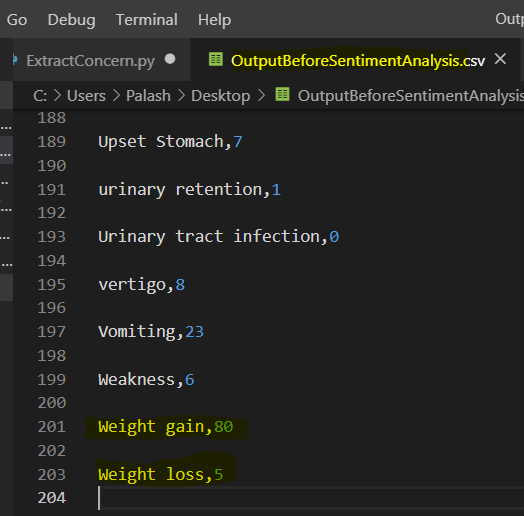 Go Debug Terminal Help Outp
ExtractConcern.py OutputBeforeSentimentAnalysis.csv
C: > Users > Palash > Desktop > OutputBeforeSentimentAnalysis
188
189 Upset Stomach,7
190
191 urinary retention,1
192
193 Urinary tract infection,0
194
195 vertigo,8
196
197 Vomiting,23
198
199 Weakness,6
200
201 Weight gain,80
202
203 Weight loss,5
204